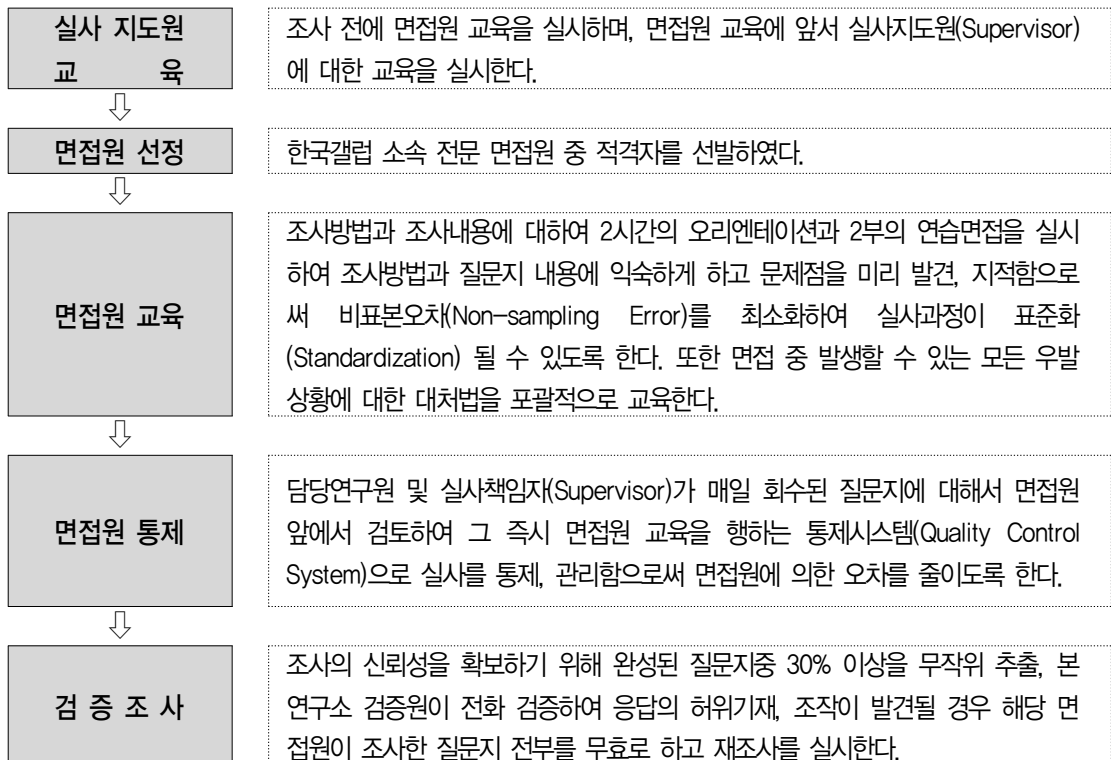 실사 지도원
교 육
조사 전에 면접원 교육을 실시하며, 면접원 교육에 앞서 실사지도원(Supervisor)
에 대한 교육을 실시한다.
면접원 선정
한국갤럽 소속 전문 면접원 중 적격자를 선발하였다.
면접원 교육
조사방법과 조사내용에 대하여 2시간의 오리엔테이션과 2부의 연습면접을 실시
하여 조사방법과 질문지 내용에 익숙하게 하고 문제점을 미리 발견, 지적함으로
써 비표본오차(Non-sampling Error)를 최소화하여 실사과정이 표준화
(Standardization) 될 수 있도록 한다. 또한 면접 중 발생할 수 있는 모든 우발
상황에 대한 대처법을 포괄적으로 교육한다.
면접원 통제
담당연구원 및 실사책임자(Supervisor)가 매일 회수된 질문지에 대해서 면접원
앞에서 검토하여 그 즉시 면접원 교육을 행하는 통제시스템(Quality Control
System)으로 실사를 통제, 관리함으로써 면접원에 의한 오차를 줄이도록 한다.
검 증 조 사
조사의 신뢰성을 확보하기 위해 완성된 질문지중 30% 이상을 무작위 추출, 본
연구소 검증원이 전화 검증하여 응답의 허위기재, 조작이 발견될 경우 해당 면
접원이 조사한 질문지 전부를 무효로 하고 재조사를 실시한다.